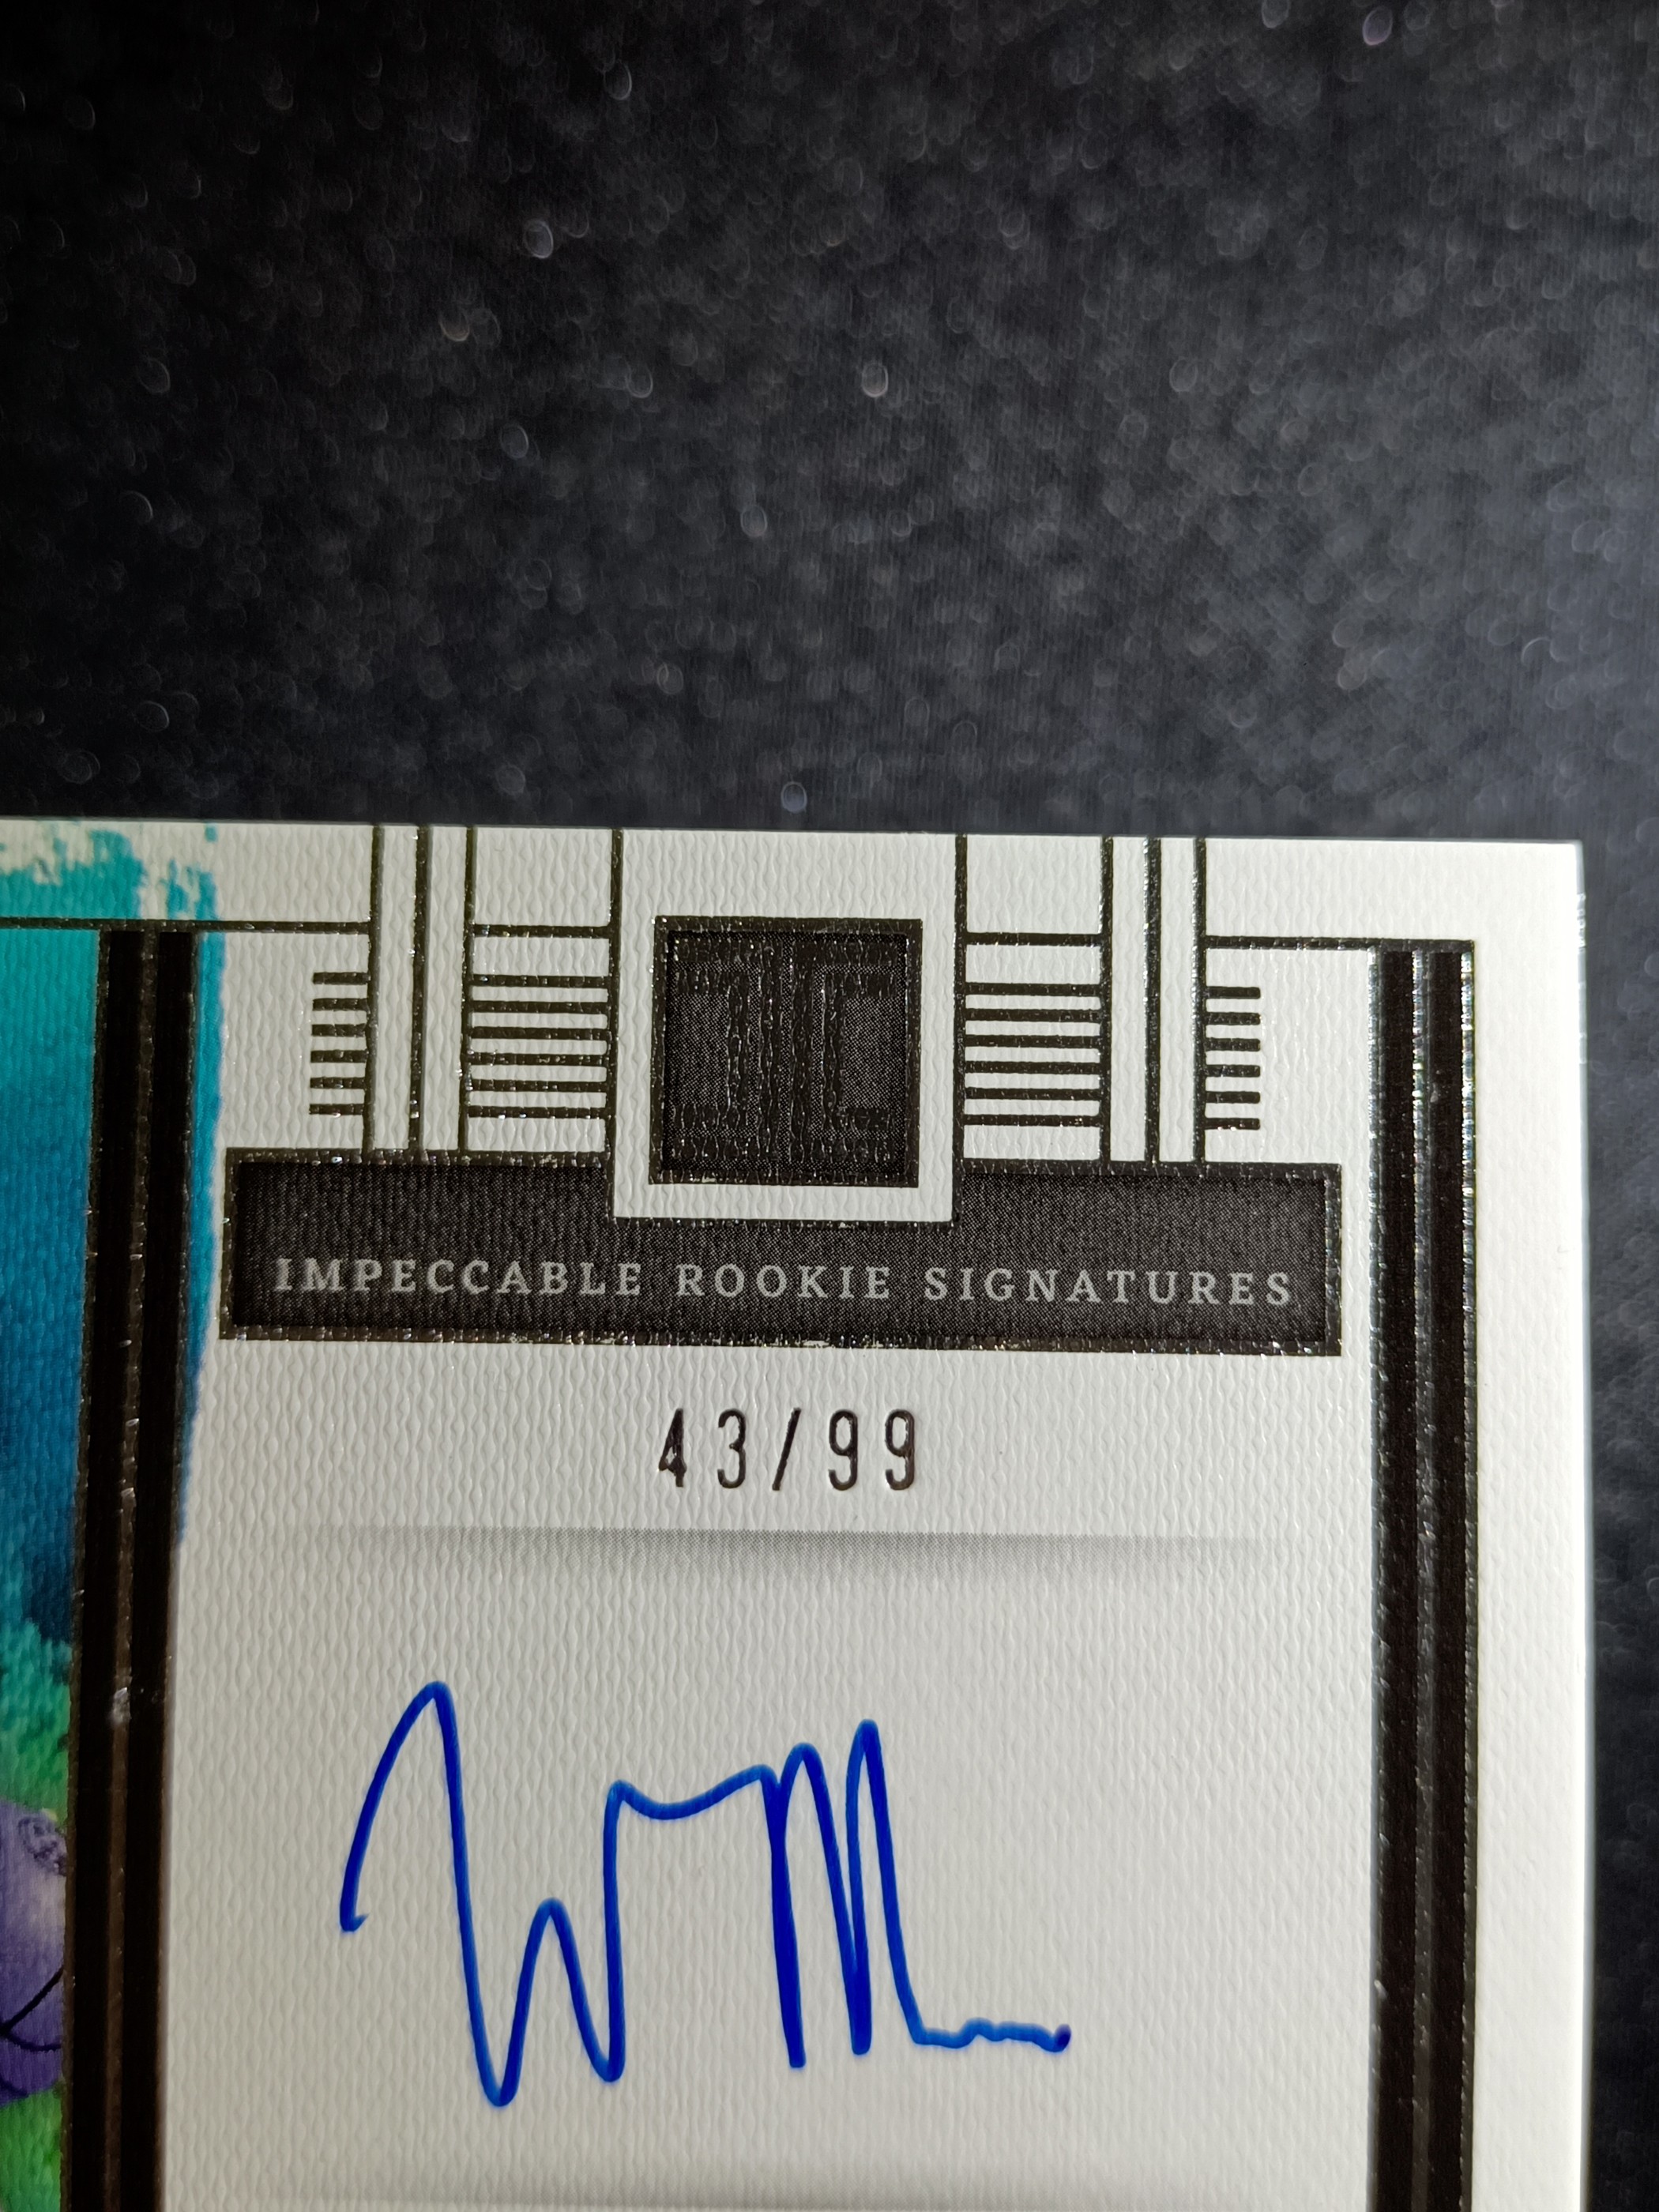 IMPECCABLE ROOKIE SIGNATURES
43/99